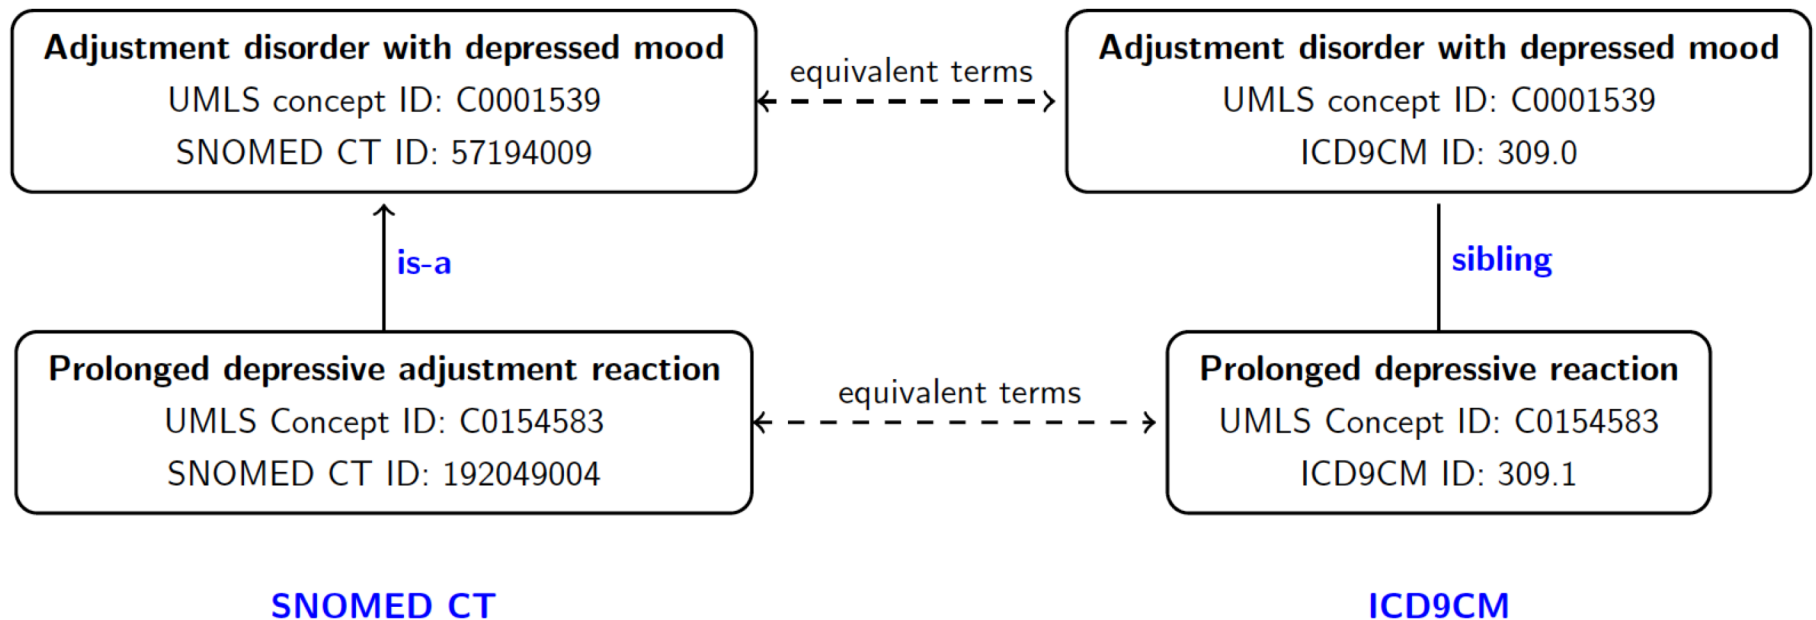 Adjustment disorder with depressed mood
UMLS concept ID: C0001539
SNOMED CT ID: 57194009
equivalent terms
Adjustment disorder with depressed mood
UMLS concept ID: C0001539
ICD9CM ID: 309.0
is-a
sibling
Prolonged depressive adjustment reaction
UMLS Concept ID: C0154583
SNOMED CT ID: 192049004
equivalent terms
Prolonged depressive reaction
UMLS Concept ID: C0154583
ICD9CM ID: 309.1
SNOMED CT
ICD9CM